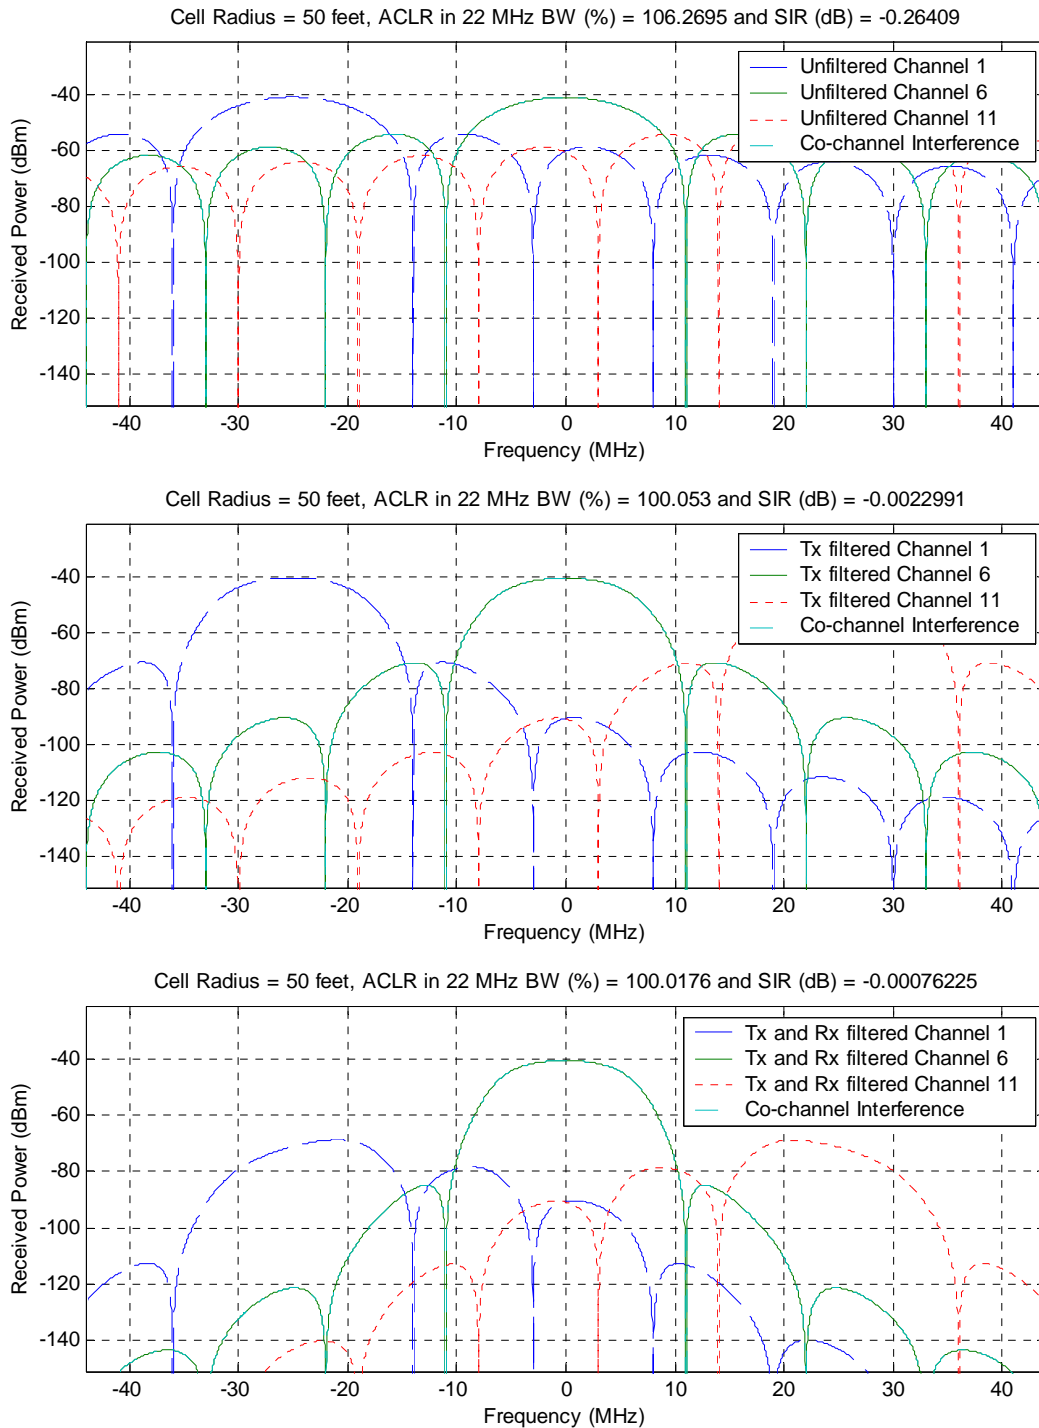 Cell Radius = 50 feet, ACLR in 22 MHz BW (%) = 106.2695 and SIR (dB) = -0.26409
Unfiltered Channel 1
Unfiltered Channel 6
Unfiltered Channel 11
Co-channel Interference
Received Power (dBm)
-40
-60
-80
-100
-120
-140
-40 -30 -20 -10 0 10 20 30 40
Frequency (MHz)
Cell Radius = 50 feet, ACLR in 22 MHz BW (%) = 100.053 and SIR (dB) = -0.0022991
Tx filtered Channel 1
Tx filtered Channel 6
Tx filtered Channel 11
Co-channel Interference
Received Power (dBm)
-40
-60
-80
-100
-120
-140
-40 -30 -20 -10 0 10 20 30 40
Frequency (MHz)
Cell Radius = 50 feet, ACLR in 22 MHz BW (%) = 100.0176 and SIR (dB) = -0.00076225
Tx and Rx filtered Channel 1
Tx and Rx filtered Channel 6
Tx and Rx filtered Channel 11
Co-channel Interference
Received Power (dBm)
-40
-60
-80
-100
-120
-140
-40 -30 -20 -10 0 10 20 30 40
Frequency (MHz)